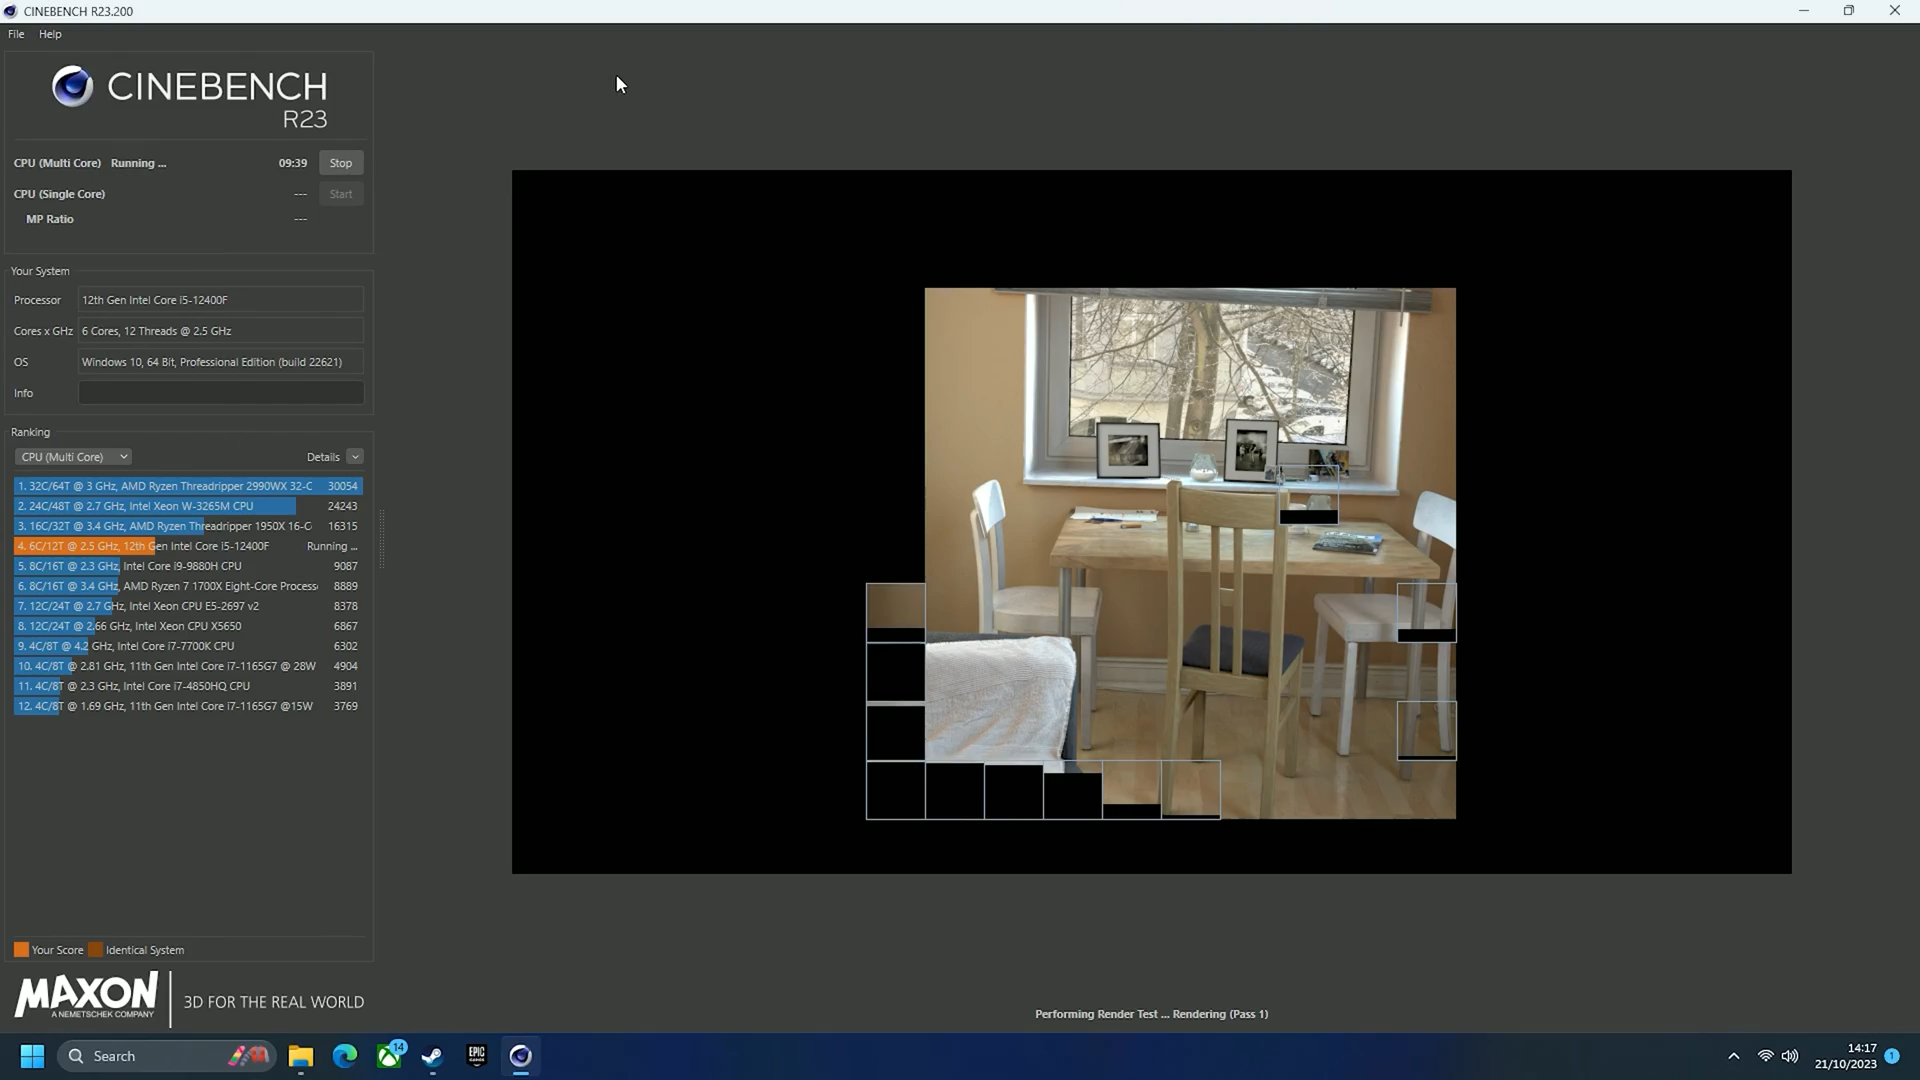 CINEBENCH R23.200
File Help
CINEBENCH
R23
CPU (Multi Core) Running ... 09:39 Stop
CPU (Single Core) --- Start
MP Ratio ---
Your System
Processor 12th Gen Intel Core i5-12400F
Cores x GHz 6 Cores, 12 Threads @ 2.5 GHz
OS Windows 10, 64 Bit, Professional Edition (build 22621)
Info
Ranking
CPU (Multi Core) Details
1. 32C/64T @ 3 GHz, AMD Ryzen Threadripper 2990WX 32-C 30054
2. 24C/48T @ 2.7 GHz, Intel Xeon W-3265M CPU 24243
3. 16C/32T @ 3.4 GHz, AMD Ryzen Threadripper 1950X 16-C 16315
4. 6C/12T @ 2.5 GHz, 12th Gen Intel Core i5-12400F Running ...
5. 8C/16T @ 2.3 GHz, Intel Core i9-9880H CPU 9087
6. 8C/16T @ 3.4 GHz, AMD Ryzen 7 1700X Eight-Core Process 8889
7. 12C/24T @ 2.7 GHz, Intel Xeon CPU E5-2697 v2 8378
8. 12C/24T @ 2.66 GHz, Intel Xeon CPU X5650 6867
9. 4C/8T @ 4.2 GHz, Intel Core i7-7700K CPU 6302
10. 4C/8T @ 2.81 GHz, 11th Gen Intel Core i7-1165G7 @ 28W 4904
11. 4C/8T @ 2.3 GHz, Intel Core i7-4850HQ CPU 3891
12. 4C/8T @ 1.69 GHz, 11th Gen Intel Core i7-1165G7 @15W 3769
Your Score Identical System
MAXON
A NEMETSCHEK COMPANY
3D FOR THE REAL WORLD
Performing Render Test ... Rendering (Pass 1)
Search
14
EPIC
GAMES
14:17
21/10/2023
1